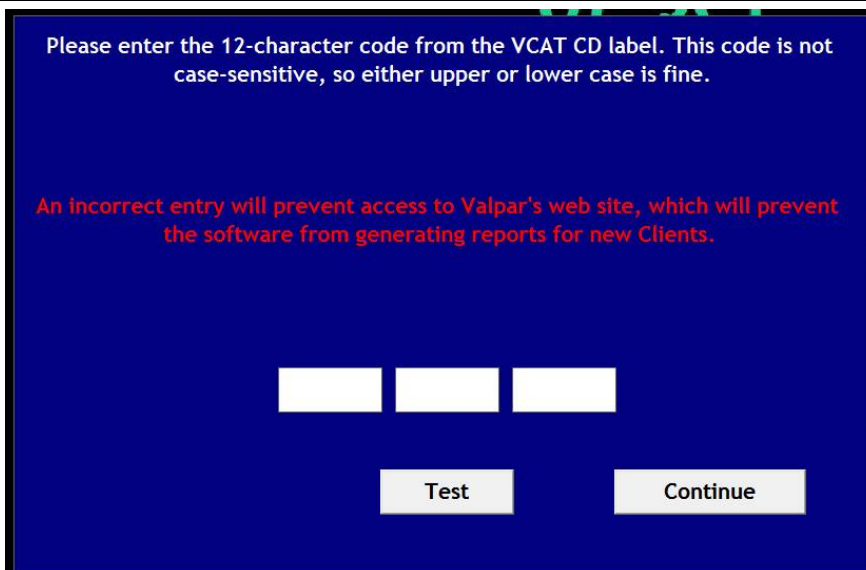 Please enter the 12-character code from the VCAT CD label. This code is not
case-sensitive, so either upper or lower case is fine.
An incorrect entry will prevent access to Valpar's web site, which will prevent
the software from generating reports for new Clients.
Test
Continue